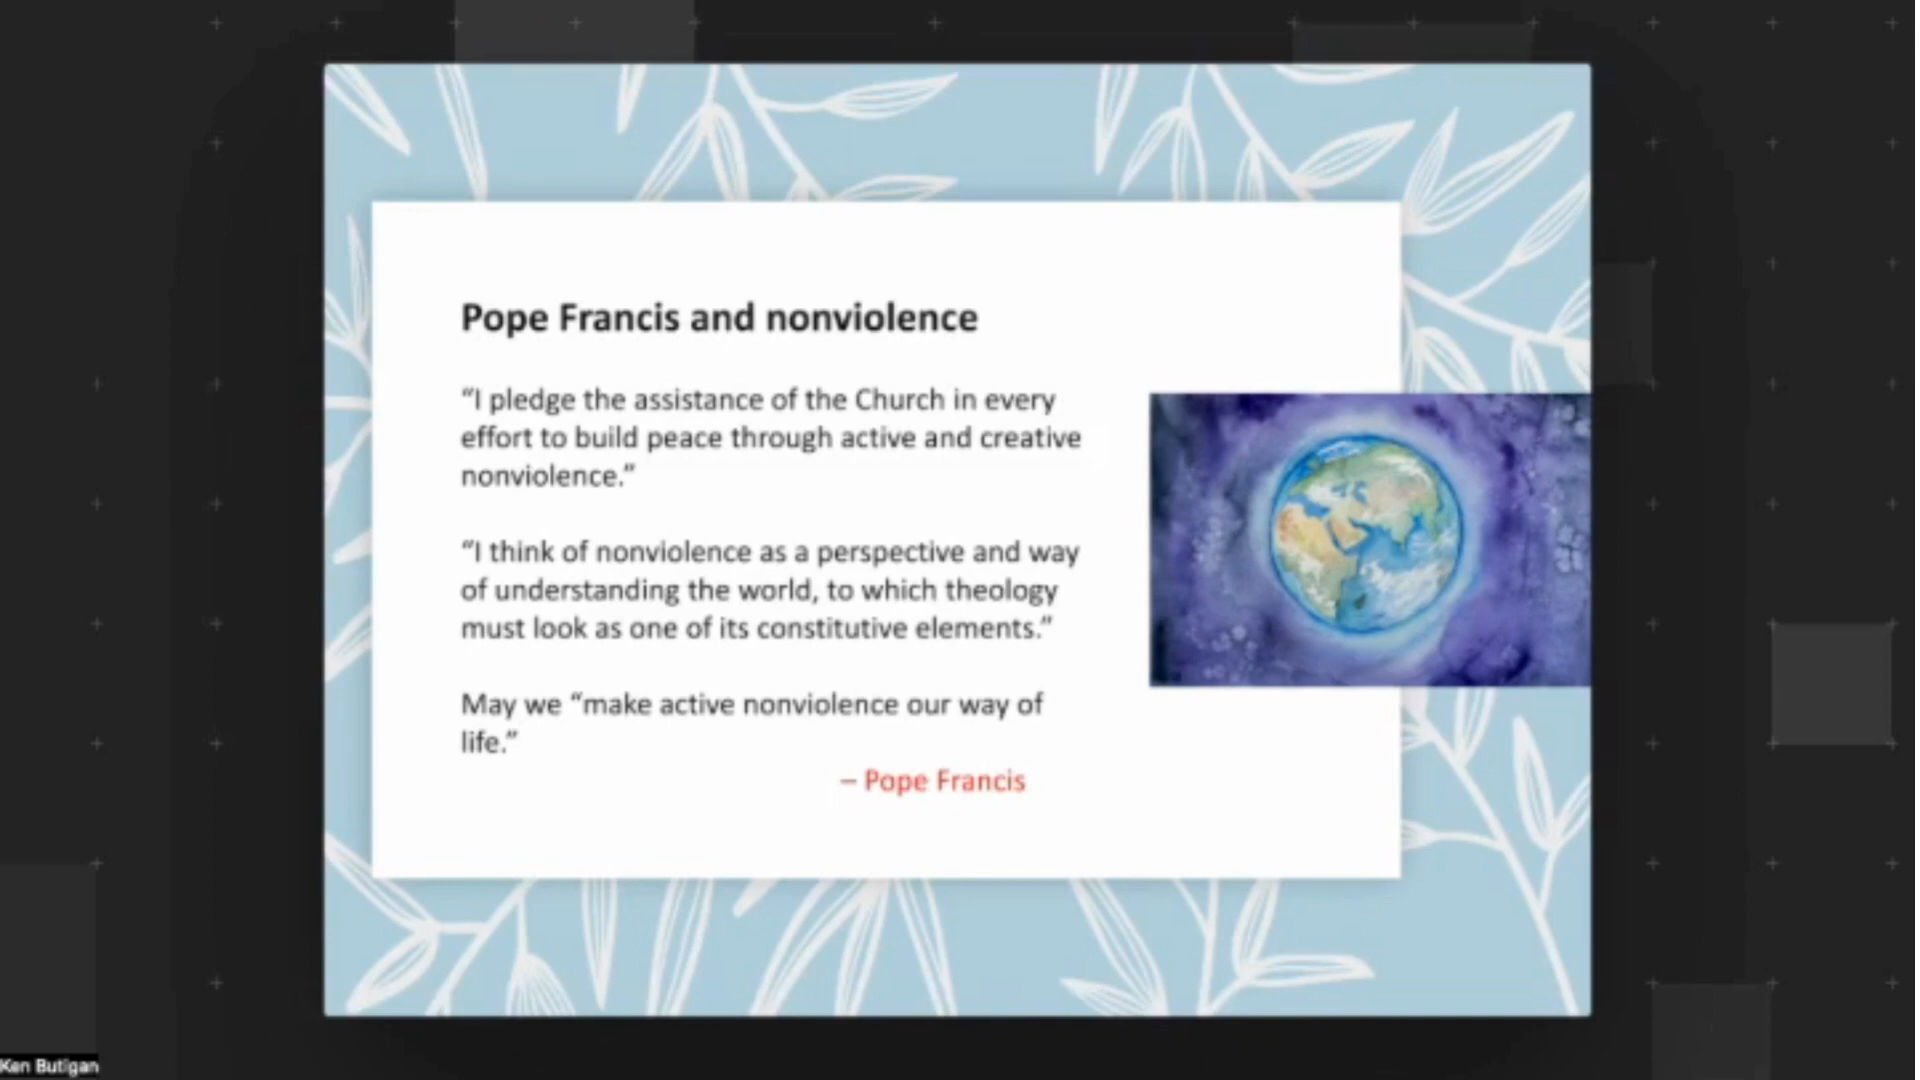 Pope Francis and nonviolence
“I pledge the assistance of the Church in every
effort to build peace through active and creative
nonviolence.”
“I think of nonviolence as a perspective and way
of understanding the world, to which theology
must look as one of its constitutive elements.”
May we “make active nonviolence our way of
life.”
– Pope Francis
Ken Butigan